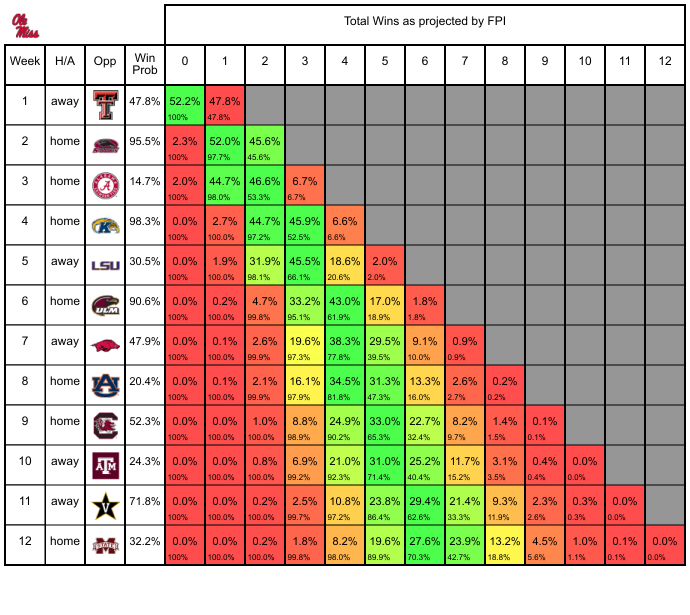 Ole Miss
Total Wins as projected by FPI
Week H/A Opp Win Prob 0 1 2 3 4 5 6 7 8 9 10 11 12
1 away T 47.8% 52.2% 47.8%
100% 47.8%
2 home 95.5% 2.3% 52.0% 45.6%
100% 97.7% 45.6%
3 home A 14.7% 2.0% 44.7% 46.6% 6.7%
100% 98.0% 53.3% 6.7%
4 home K 98.3% 0.0% 2.7% 44.7% 45.9% 6.6%
100% 100.0% 97.2% 52.5% 6.6%
5 away LSU 30.5% 0.0% 1.9% 31.9% 45.5% 18.6% 2.0%
100% 100.0% 98.1% 66.1% 20.6% 2.0%
6 home ULM 90.6% 0.0% 0.2% 4.7% 33.2% 43.0% 17.0% 1.8%
100% 100.0% 99.8% 95.1% 61.9% 18.9% 1.8%
7 away 47.9% 0.0% 0.1% 2.6% 19.6% 38.3% 29.5% 9.1% 0.9%
100% 100.0% 99.9% 97.3% 77.8% 39.5% 10.0% 0.9%
8 home AU 20.4% 0.0% 0.1% 2.1% 16.1% 34.5% 31.3% 13.3% 2.6% 0.2%
100% 100.0% 99.9% 97.9% 81.8% 47.3% 16.0% 2.7% 0.2%
9 home C 52.3% 0.0% 0.0% 1.0% 8.8% 24.9% 33.0% 22.7% 8.2% 1.4% 0.1%
100% 100.0% 100.0% 98.9% 90.2% 65.3% 32.4% 9.7% 1.5% 0.1%
10 away ATM 24.3% 0.0% 0.0% 0.8% 6.9% 21.0% 31.0% 25.2% 11.7% 3.1% 0.4% 0.0%
100% 100.0% 100.0% 99.2% 92.3% 71.4% 40.4% 15.2% 3.5% 0.4% 0.0%
11 away V 71.8% 0.0% 0.0% 0.2% 2.5% 10.8% 23.8% 29.4% 21.4% 9.3% 2.3% 0.3% 0.0%
100% 100.0% 100.0% 99.7% 97.2% 86.4% 62.6% 33.3% 11.9% 2.6% 0.3% 0.0%
12 home M STATE 32.2% 0.0% 0.0% 0.2% 1.8% 8.2% 19.6% 27.6% 23.9% 13.2% 4.5% 1.0% 0.1% 0.0%
100% 100.0% 100.0% 99.8% 98.0% 89.9% 70.3% 42.7% 18.8% 5.6% 1.1% 0.1% 0.0%